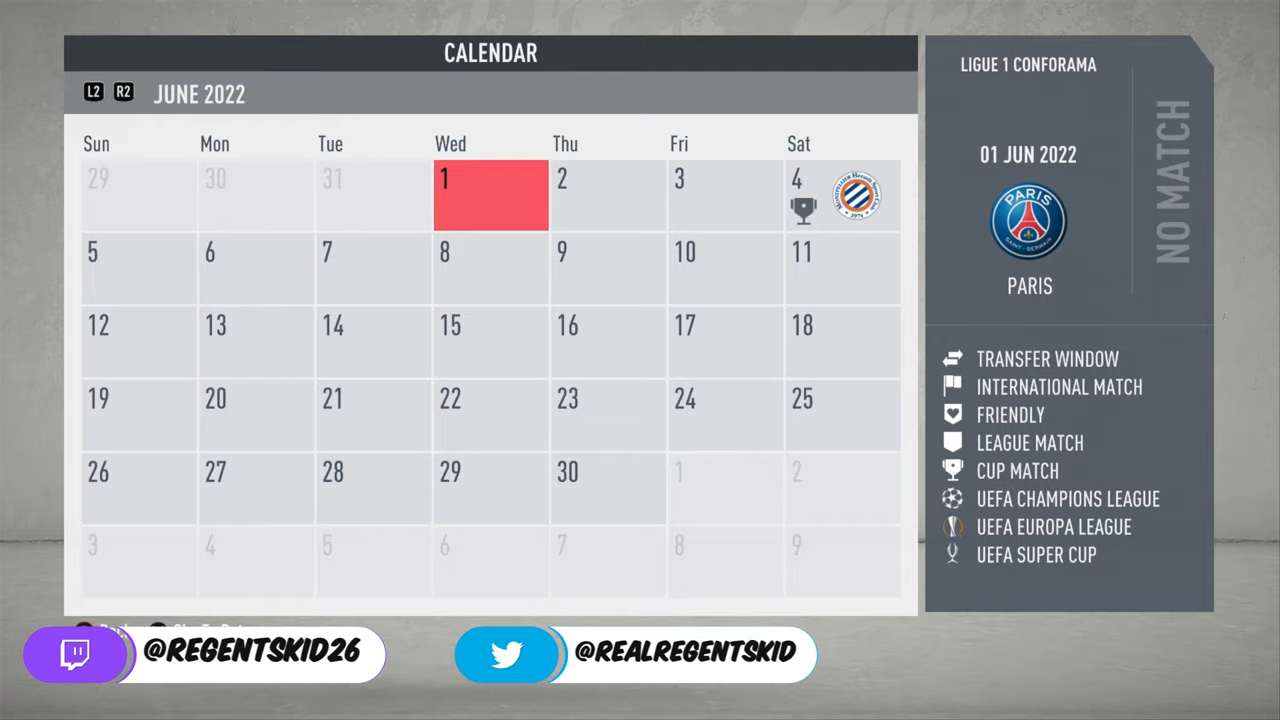 CALENDAR
L2 R2 JUNE 2022
Sun Mon Tue Wed Thu Fri Sat
29 30 31 1 2 3 4
5 6 7 8 9 10 11
12 13 14 15 16 17 18
19 20 21 22 23 24 25
26 27 28 29 30 1 2
3 4 5 6 7 8 9
LIGUE 1 CONFORAMA
01 JUN 2022
PARIS
SAINT-GERMAIN
PARIS
NO MATCH
TRANSFER WINDOW
INTERNATIONAL MATCH
FRIENDLY
LEAGUE MATCH
CUP MATCH
UEFA CHAMPIONS LEAGUE
UEFA EUROPA LEAGUE
UEFA SUPER CUP
@REGENTSKID26
@REALREGENTSKID